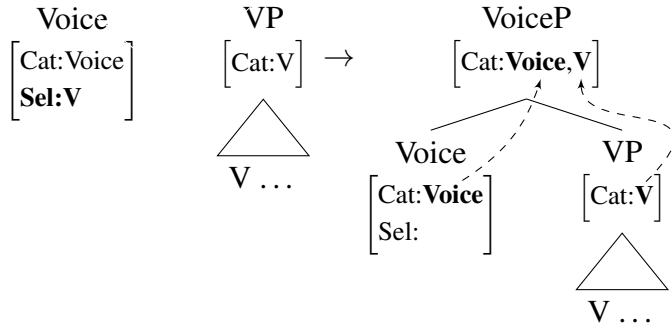 Voice VP VoiceP
[Cat:Voice Sel:V] [Cat:V] → [Cat:Voice,V]
V …
Voice VP
[Cat:Voice Sel:] [Cat:V]
V …